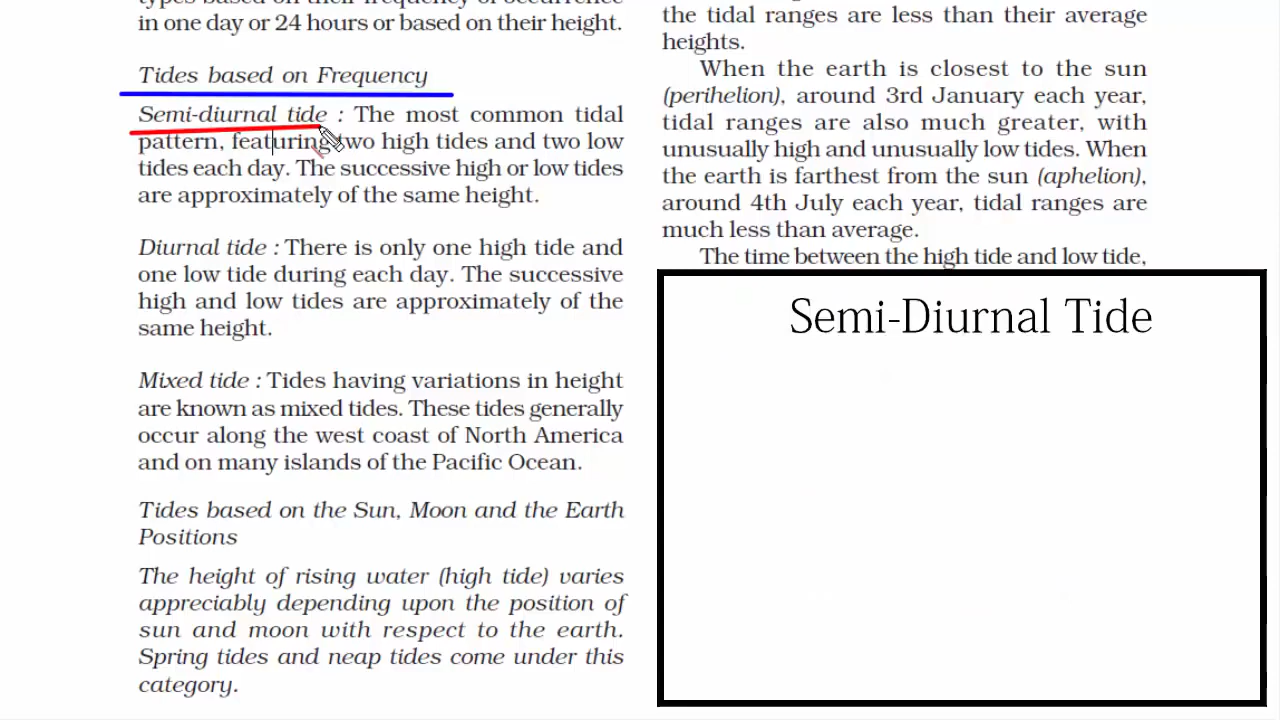 types based on their frequency of occurrence
in one day or 24 hours or based on their height.
Tides based on Frequency
Semi-diurnal tide : The most common tidal
pattern, featuring two high tides and two low
tides each day. The successive high or low tides
are approximately of the same height.
Diurnal tide : There is only one high tide and
one low tide during each day. The successive
high and low tides are approximately of the
same height.
Mixed tide : Tides having variations in height
are known as mixed tides. These tides generally
occur along the west coast of North America
and on many islands of the Pacific Ocean.
Tides based on the Sun, Moon and the Earth
Positions
The height of rising water (high tide) varies
appreciably depending upon the position of
sun and moon with respect to the earth.
Spring tides and neap tides come under this
category.
the tidal ranges are less than their average
heights.
When the earth is closest to the sun
(perihelion), around 3rd January each year,
tidal ranges are also much greater, with
unusually high and unusually low tides. When
the earth is farthest from the sun (aphelion),
around 4th July each year, tidal ranges are
much less than average.
The time between the high tide and low tide,
Semi-Diurnal Tide